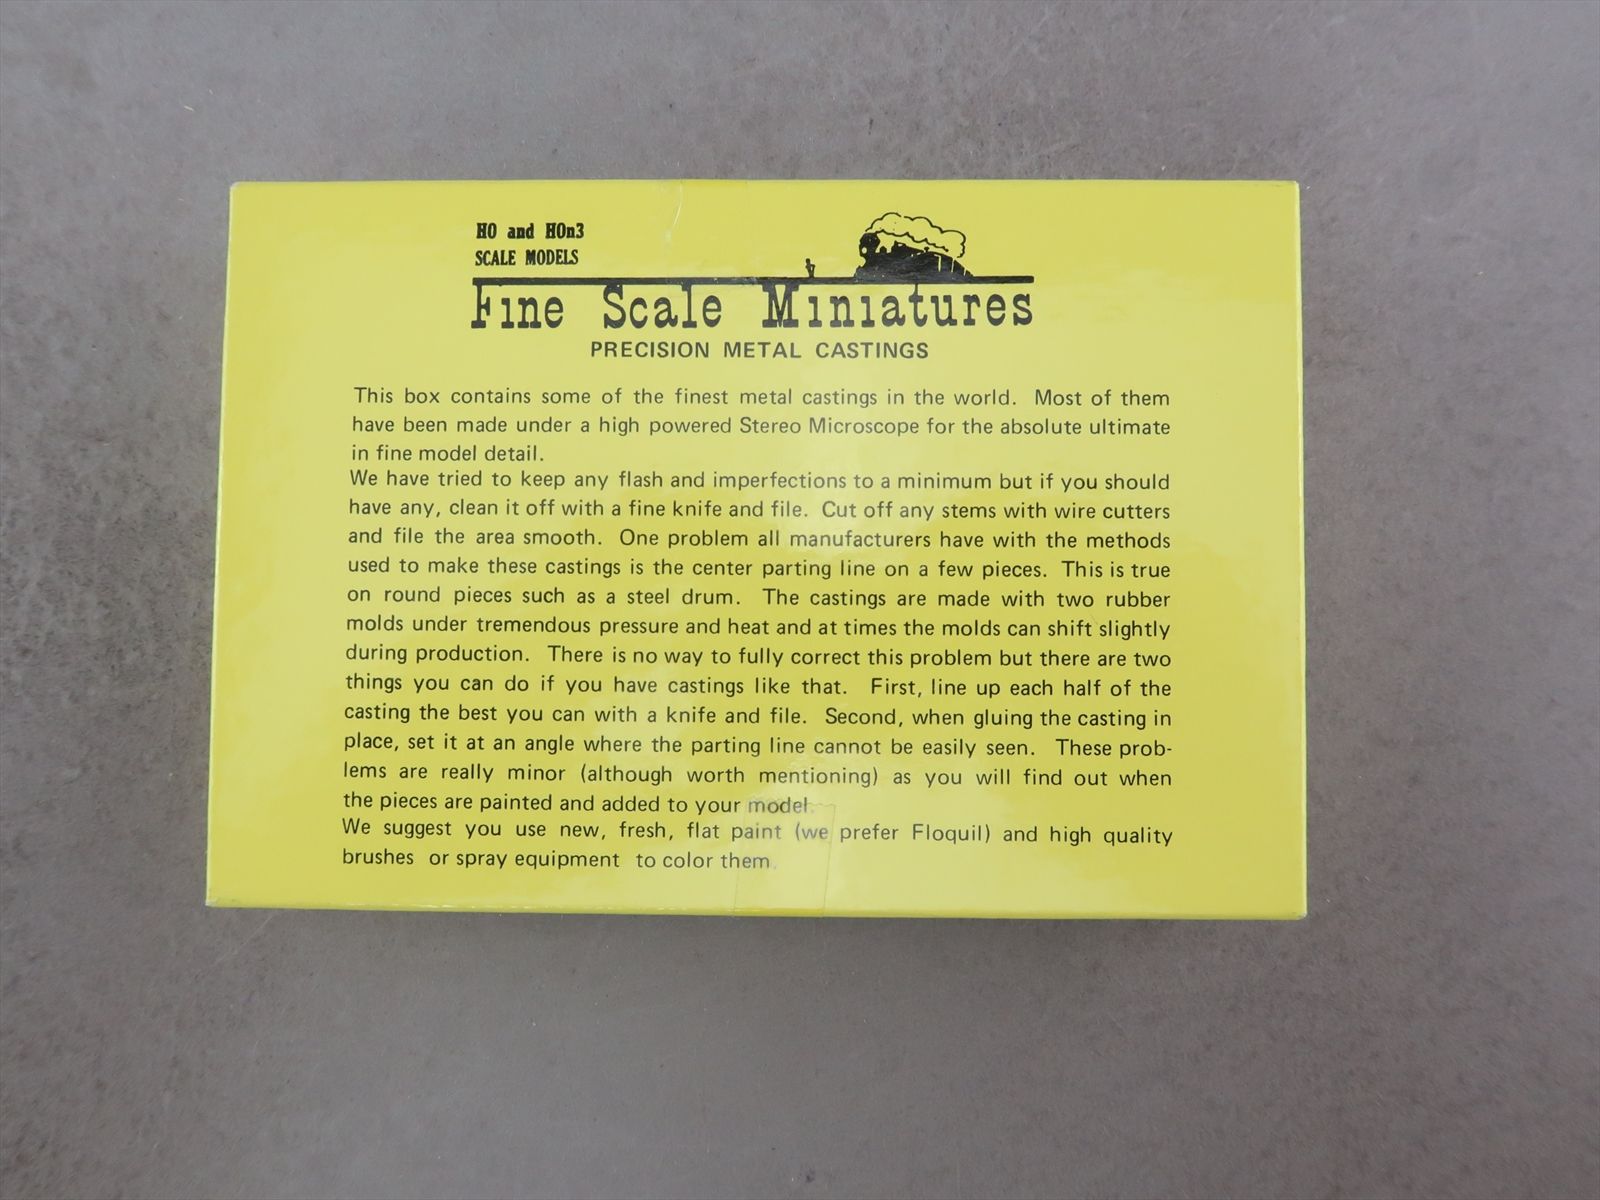 HO and HOn3
SCALE MODELS
Fine Scale Miniatures
PRECISION METAL CASTINGS
This box contains some of the finest metal castings in the world. Most of them
have been made under a high powered Stereo Microscope for the absolute ultimate
in fine model detail.
We have tried to keep any flash and imperfections to a minimum but if you should
have any, clean it off with a fine knife and file. Cut off any stems with wire cutters
and file the area smooth. One problem all manufacturers have with the methods
used to make these castings is the center parting line on a few pieces. This is true
on round pieces such as a steel drum. The castings are made with two rubber
molds under tremendous pressure and heat and at times the molds can shift slightly
during production. There is no way to fully correct this problem but there are two
things you can do if you have castings like that. First, line up each half of the
casting the best you can with a knife and file. Second, when gluing the casting in
place, set it at an angle where the parting line cannot be easily seen. These prob-
lems are really minor (although worth mentioning) as you will find out when
the pieces are painted and added to your model.
We suggest you use new, fresh, flat paint (we prefer Floquil) and high quality
brushes or spray equipment to color them.